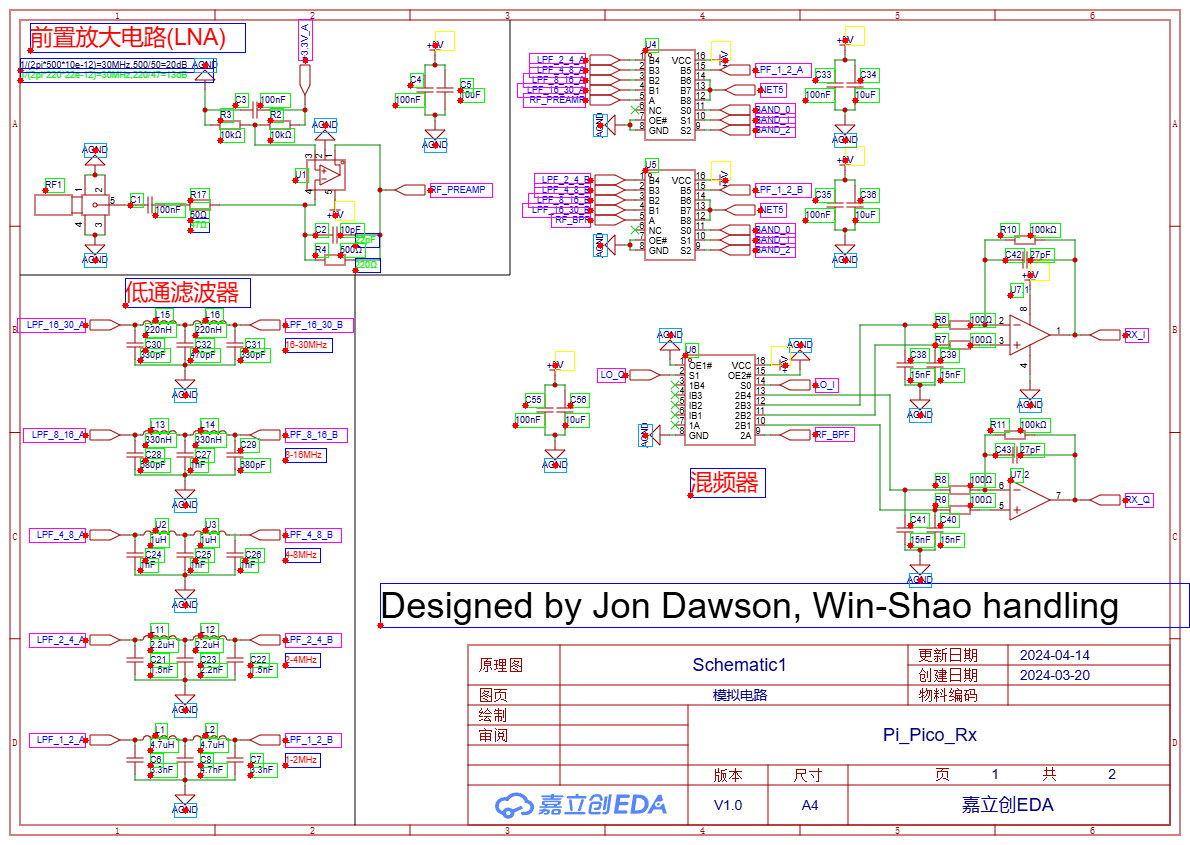 1
2
3
4
5
6
前置放大电路(LNA)
1/(2pi*500*10e-12)=30MHz,500/50=20dB
1/(2pi*220*22e-12)=30MHz,220/47=13dB
AGND
+3.3V_A
C3
100nF
R3
10kΩ
R2
10kΩ
AGND
U1
RF1
AGND
AGND
C1
100nF
R17
50Ω
47Ω
+5V
C2
10pF
22pF
R4
500Ω
220Ω
RF_PREAMP
+5V
C4
100nF
C5
10uF
AGND
U4
LPF_2_4_A
LPF_4_8_A
LPF_8_16_A
LPF_16_30_A
RF_PREAMP
B4
B3
B2
B1
A
NC
OE#
GND
VCC
B5
B6
B7
B8
S0
S1
S2
+5V
LPF_1_2_A
NET5
BAND_0
BAND_1
BAND_2
AGND
+5V
C33
100nF
C34
10uF
AGND
U5
LPF_2_4_B
LPF_4_8_B
LPF_8_16_B
LPF_16_30_B
RF_BPF
B4
B3
B2
B1
A
NC
OE#
GND
VCC
B5
B6
B7
B8
S0
S1
S2
LPF_1_2_B
NET5
BAND_0
BAND_1
BAND_2
AGND
+5V
C35
100nF
C36
10uF
AGND
低通滤波器
LPF_16_30_A
L15
220nH
L16
220nH
LPF_16_30_B
C30
330pF
C32
470pF
C31
330pF
16-30MHz
AGND
LPF_8_16_A
L13
330nH
L14
330nH
LPF_8_16_B
C28
680pF
C27
1nF
C29
680pF
8-16MHz
AGND
LPF_4_8_A
U2
1uH
U3
1uH
LPF_4_8_B
C24
1nF
C25
1nF
C26
1nF
4-8MHz
AGND
LPF_2_4_A
L11
2.2uH
L12
2.2uH
LPF_2_4_B
C21
1.5nF
C23
2.2nF
C22
1.5nF
2-4MHz
AGND
LPF_1_2_A
L1
4.7uH
L2
4.7uH
LPF_1_2_B
C6
3.3nF
C8
4.7nF
C7
3.3nF
1-2MHz
AGND
+5V
C55
100nF
C56
10uF
AGND
AGND
U6
LO_Q
OE1#
S1
1B4
IB3
IB2
IB1
1A
GND
VCC
OE2#
S0
2B4
2B3
2B2
2B1
2A
AGND
LO_I
RF_BPF
AGND
混频器
R10
100kΩ
C42
27pF
+5V
U7.1
R6
100Ω
R7
100Ω
C38
15nF
C39
15nF
AGND
AGND
RX_I
R11
100kΩ
C43
27pF
U7.2
R8
100Ω
R9
100Ω
C41
15nF
C40
15nF
AGND
RX_Q
Designed by Jon Dawson, Win-Shao handling
原理图
Schematic1
更新日期
2024-04-14
创建日期
2024-03-20
图页
模拟电路
物料编码
绘制
审阅
Pi_Pico_Rx
版本
尺寸
页 1 共 2
嘉立创EDA
V1.0
A4
嘉立创EDA
1
2
3
4
5
6